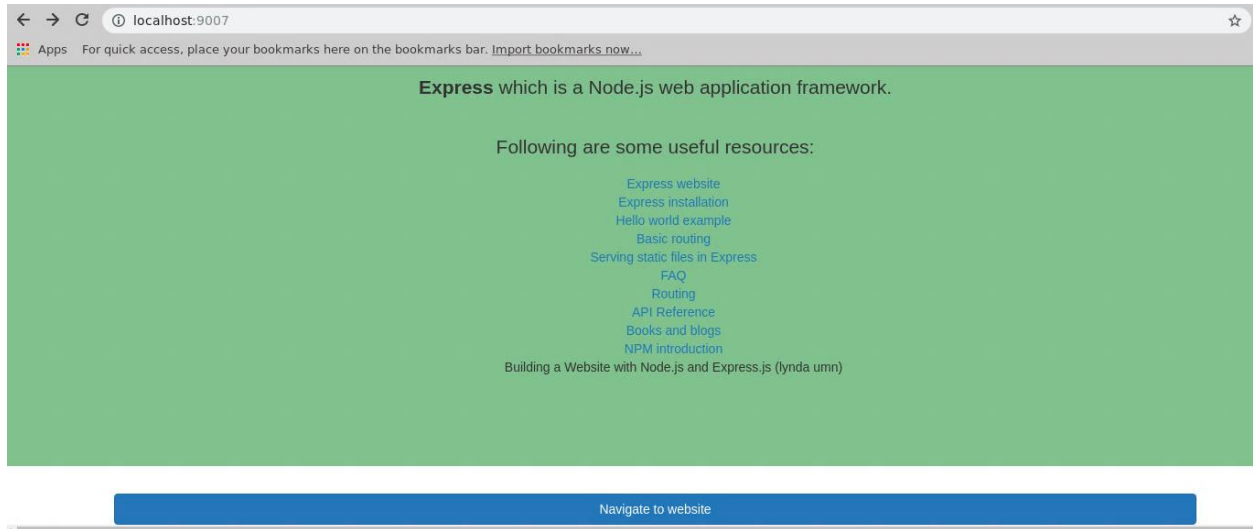 localhost:9007
Apps For quick access, place your bookmarks here on the bookmarks bar. Import bookmarks now...
Express which is a Node.js web application framework.
Following are some useful resources:
Express website
Express installation
Hello world example
Basic routing
Serving static files in Express
FAQ
Routing
API Reference
Books and blogs
NPM introduction
Building a Website with Node.js and Express.js (lynda umn)
Navigate to website